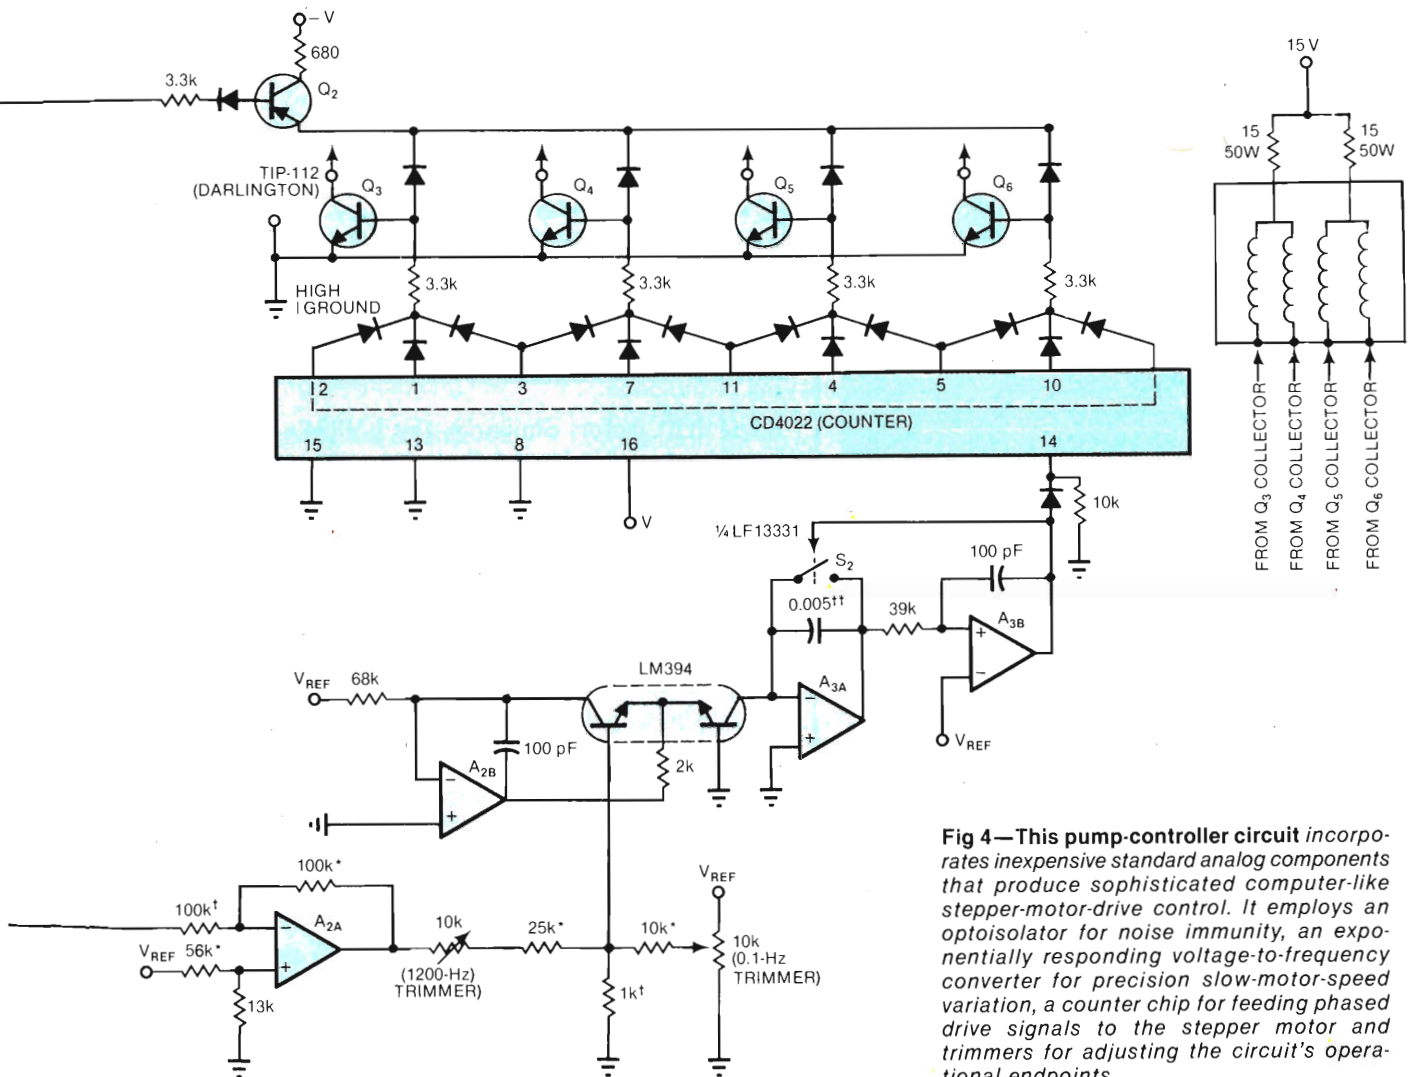 – V
680
3.3k
Q2
15 V
15
50W
15
50W
TIP-112
(DARLINGTON)
Q3
Q4
Q5
Q6
HIGH
GROUND
3.3k
3.3k
3.3k
3.3k
2
1
3
7
11
4
5
10
CD4022 (COUNTER)
15
13
8
16
14
V
10k
FROM Q3 COLLECTOR
FROM Q4 COLLECTOR
FROM Q5 COLLECTOR
FROM Q6 COLLECTOR
¼ LF13331
S2
100 pF
0.005††
39k
A3B
+
–
VREF
LM394
A3A
–
+
VREF
68k
100 pF
A2B
–
+
2k
100k*
100k†
A2A
–
+
VREF
56k*
13k
10k
(1200-Hz)
TRIMMER)
25k*
10k*
1k†
VREF
10k
(0.1-Hz
TRIMMER)
Fig 4—This pump-controller circuit incorpo-
rates inexpensive standard analog components
that produce sophisticated computer-like
stepper-motor-drive control. It employs an
optoisolator for noise immunity, an expo-
nentially responding voltage-to-frequency
converter for precision slow-motor-speed
variation, a counter chip for feeding phased
drive signals to the stepper motor and
trimmers for adjusting the circuit's opera-
tional endpoints.